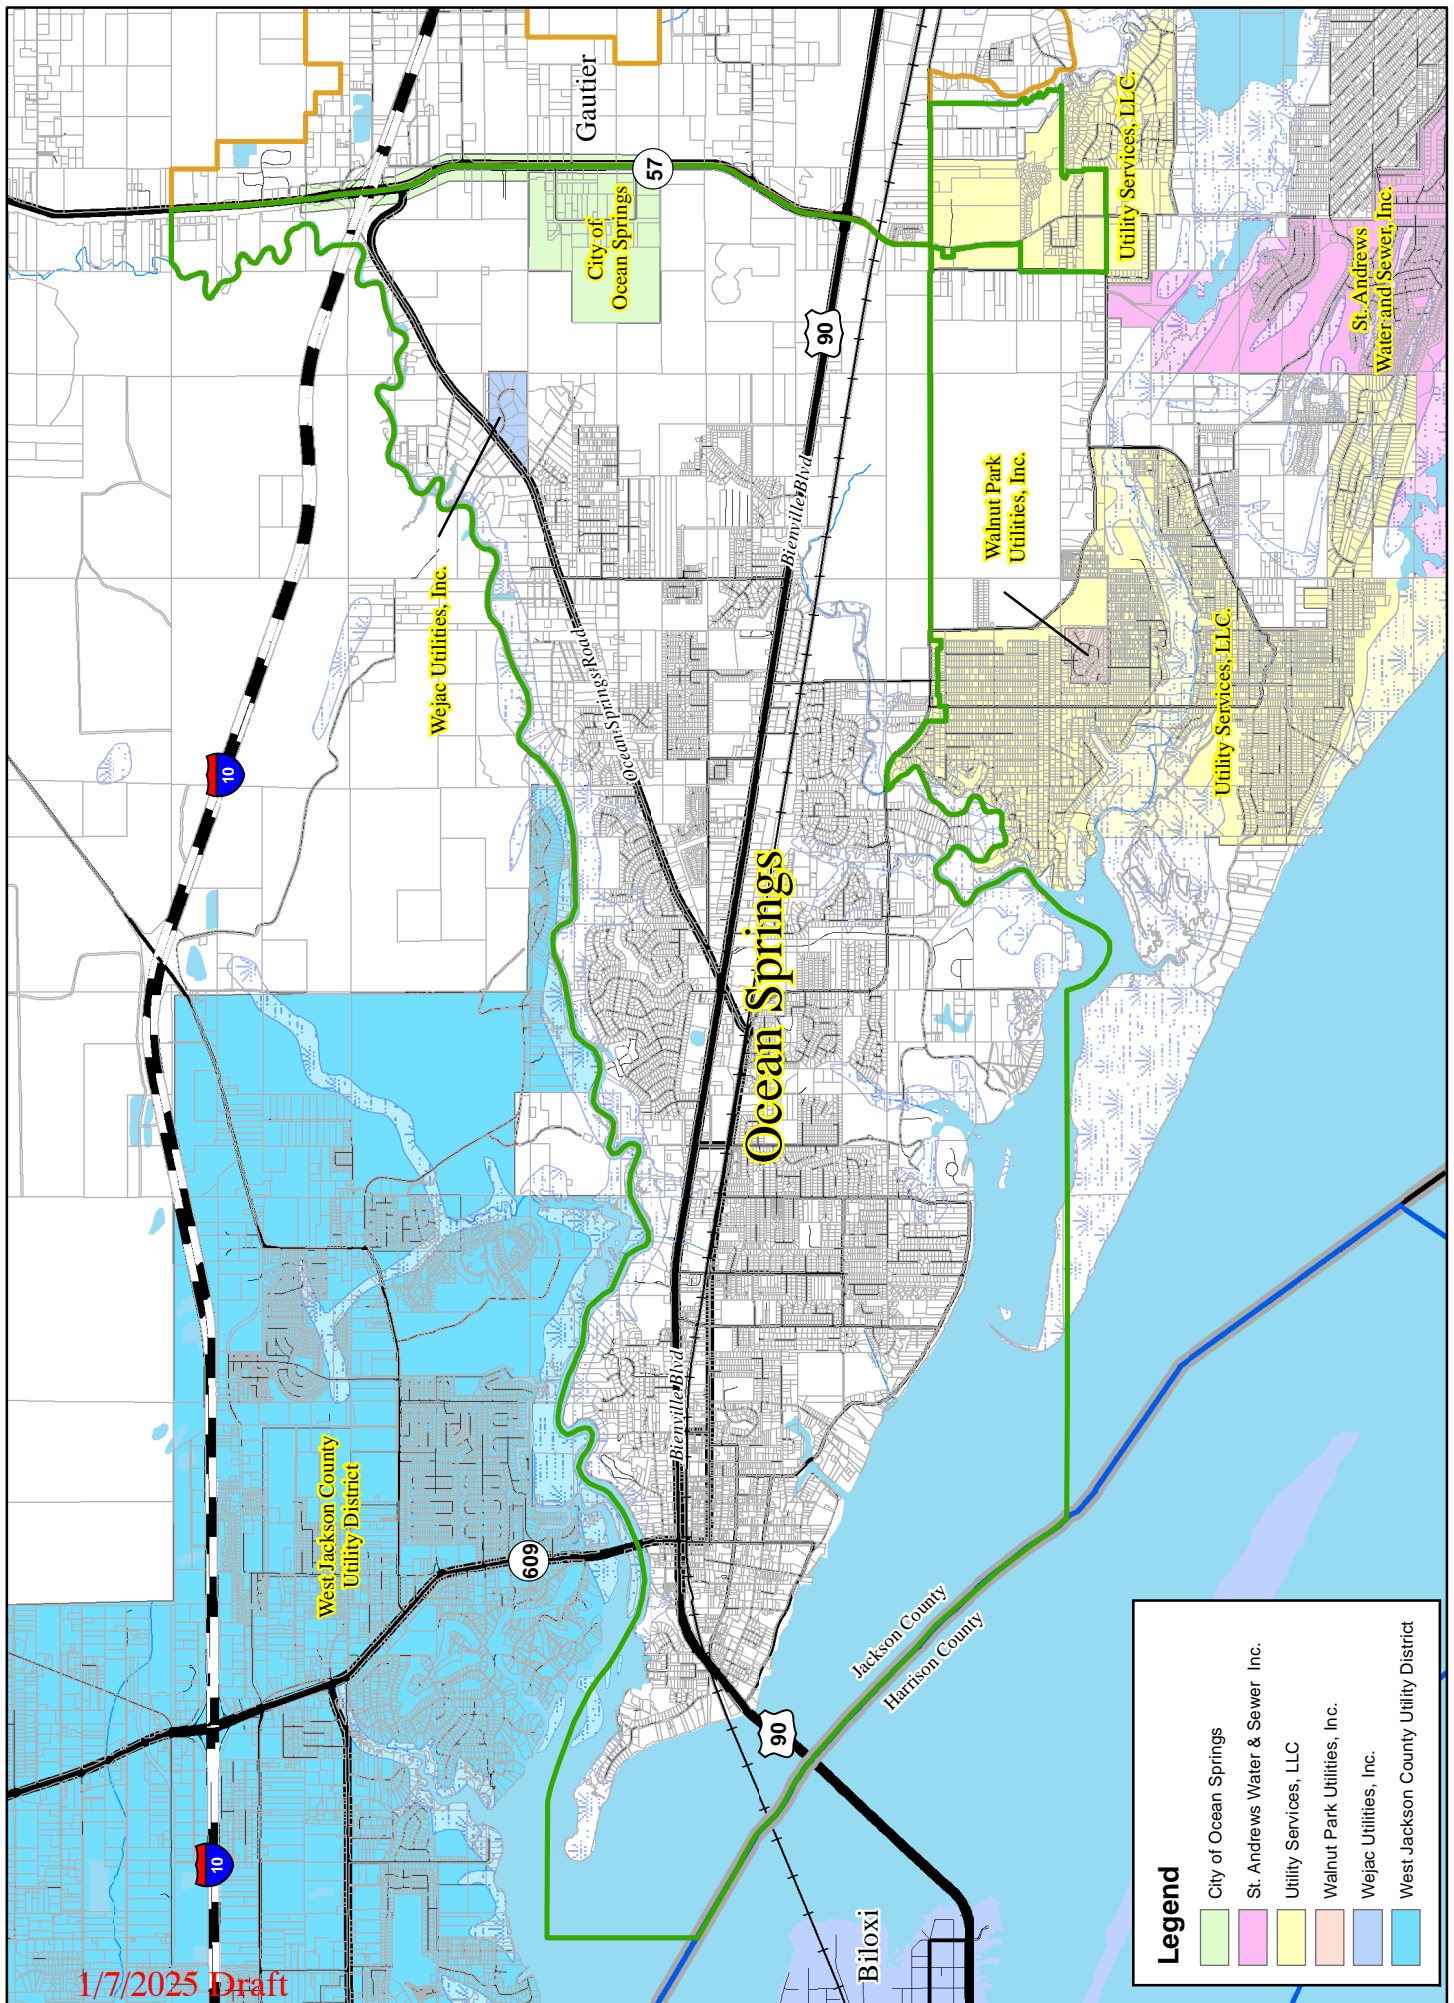 1/7/2025 Draft
Gautier
57
City of
Ocean Springs
Utility Services, LLC.
St. Andrews
Water and Sewer, Inc.
90
Bienville Blvd
Walnut Park
Utilities, Inc.
Wejac Utilities, Inc.
Ocean Springs Road
10
Utility Services, LLC.
Ocean Springs
Bienville Blvd
West Jackson County
Utility District
609
Jackson County
Harrison County
90
10
Biloxi
Legend
City of Ocean Springs
St. Andrews Water & Sewer Inc.
Utility Services, LLC
Walnut Park Utilities, Inc.
Wejac Utilities, Inc.
West Jackson County Utility District